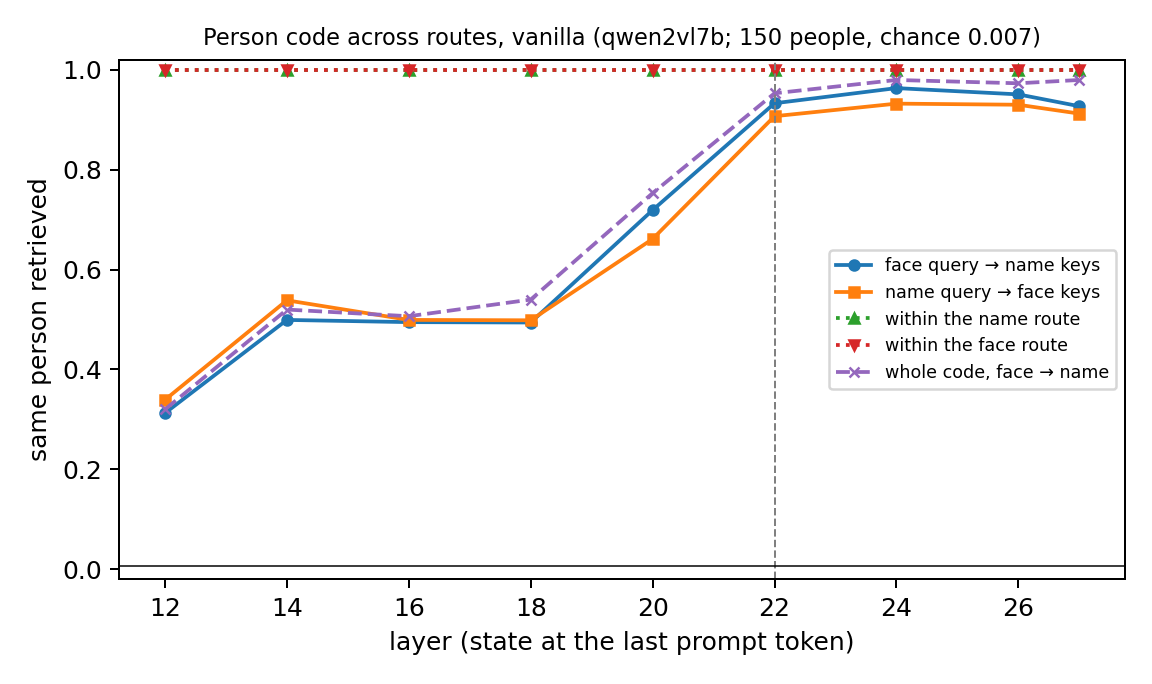 Person code across routes, vanilla (qwen2vl7b; 150 people, chance 0.007)
same person retrieved
1.0
0.8
0.6
0.4
0.2
0.0
face query → name keys
name query → face keys
within the name route
within the face route
whole code, face → name
12 14 16 18 20 22 24 26
layer (state at the last prompt token)